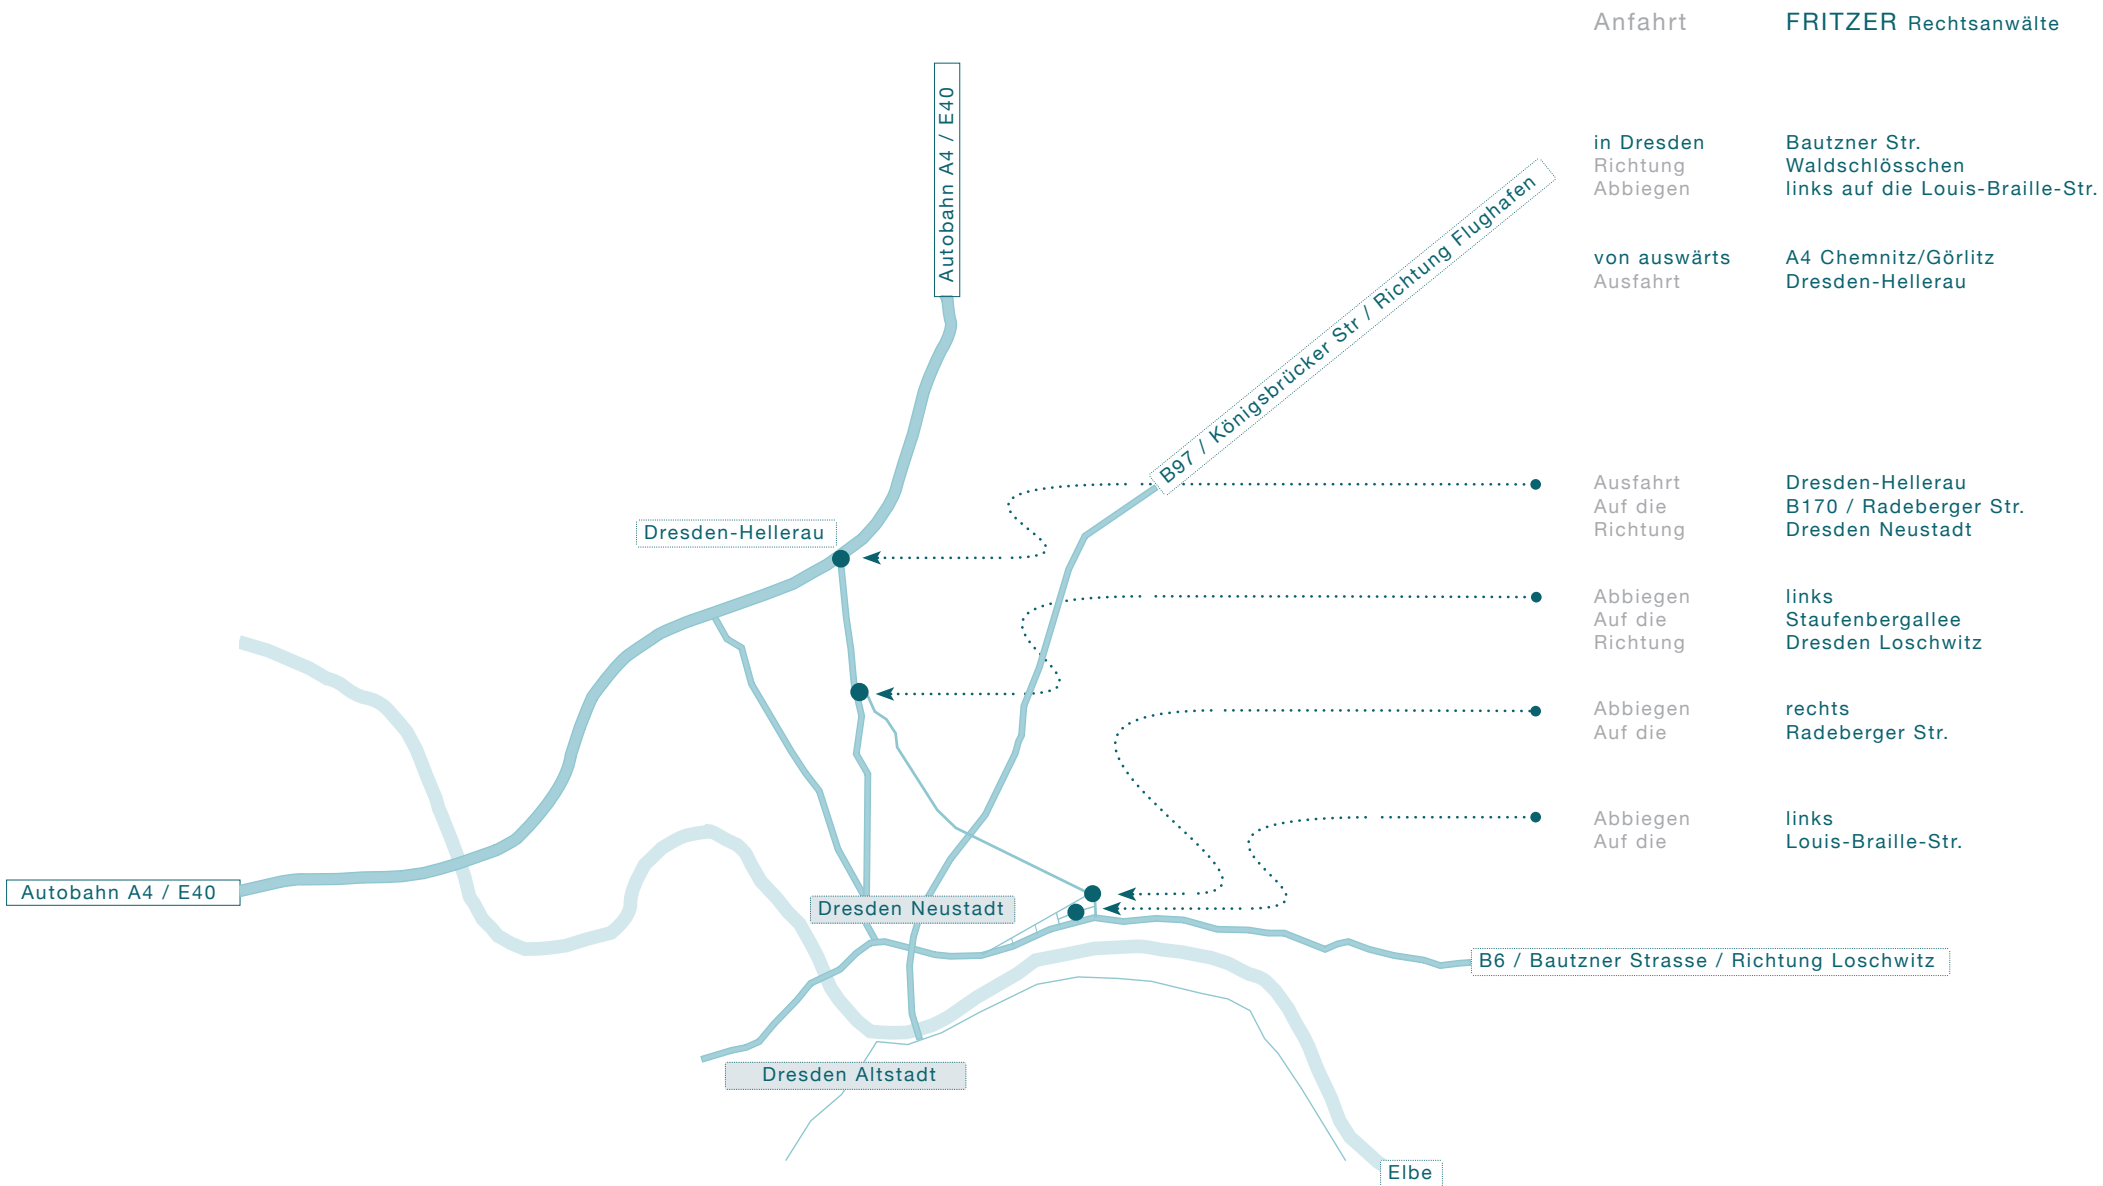 Anfahrt FRITZER Rechtsanwälte
in Dresden Bautzner Str.
Richtung Waldschlösschen
Abbiegen links auf die Louis-Braille-Str.
von auswärts A4 Chemnitz/Görlitz
Ausfahrt Dresden-Hellerau
Autobahn A4 / E40
B97 / Königsbrücker Str / Richtung Flughafen
Ausfahrt Dresden-Hellerau
Auf die B170 / Radeberger Str.
Richtung Dresden Neustadt
Dresden-Hellerau
Abbiegen links
Auf die Staufenbergallee
Richtung Dresden Loschwitz
Abbiegen rechts
Auf die Radeberger Str.
Abbiegen links
Auf die Louis-Braille-Str.
Autobahn A4 / E40
Dresden Neustadt
B6 / Bautzner Strasse / Richtung Loschwitz
Dresden Altstadt
Elbe